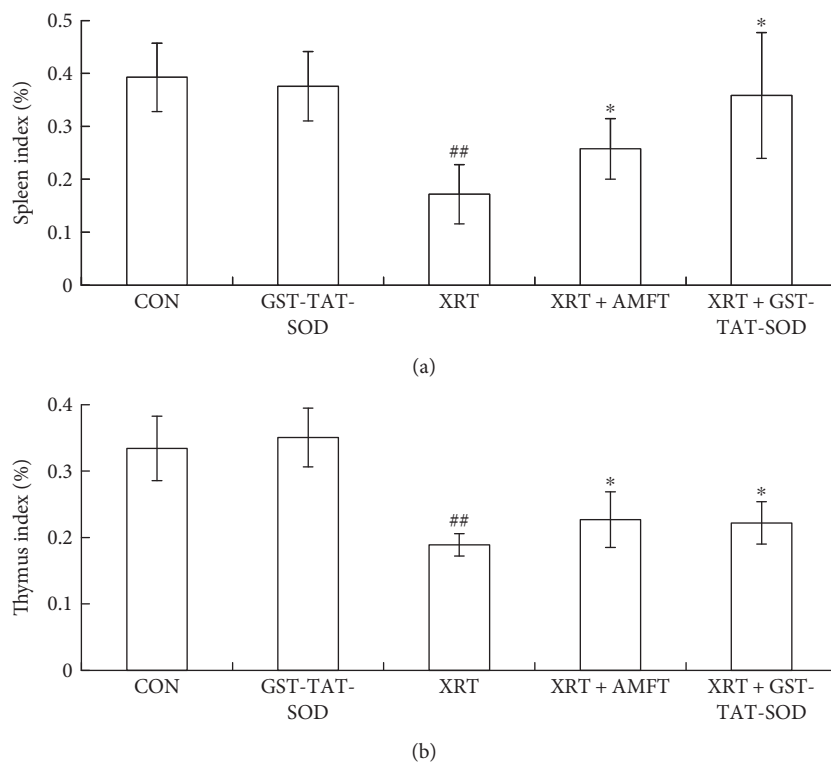 0.5
0.4
0.3
0.2
0.1
0
Spleen index (%)
##
*
*
CON
GST-TAT-
SOD
XRT
XRT + AMFT
XRT + GST-
TAT-SOD
(a)
0.4
0.3
0.2
0.1
0
Thymus index (%)
##
*
*
CON
GST-TAT-
SOD
XRT
XRT + AMFT
XRT + GST-
TAT-SOD
(b)